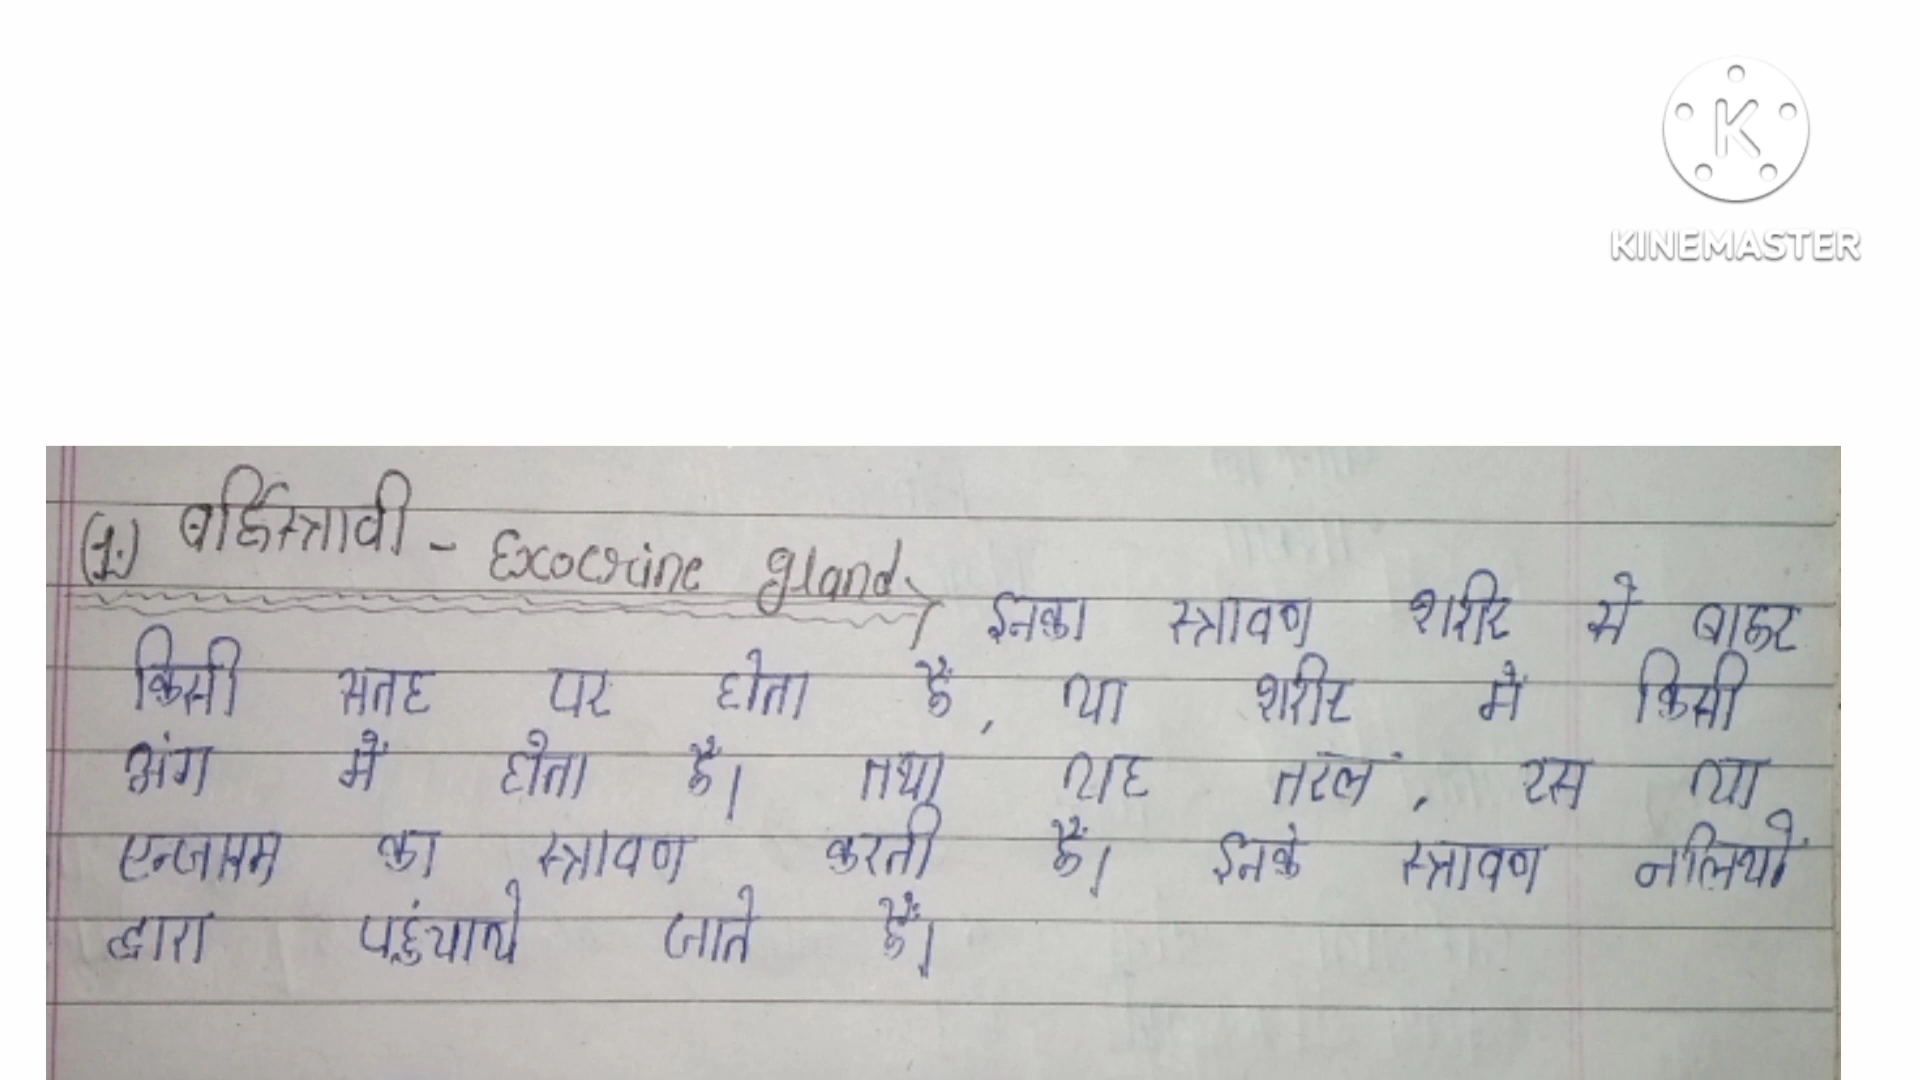 KINEMASTER
(1.) बर्हिस्त्रावी - Exocrine gland
इनका स्त्रावण शरीर से बाहर
किसी सतह पर होता है, या शरीर में किसी
अंग में होता है। तथा यह तरल, रस या
एन्जाइम का स्त्रावण करती है। इनके स्त्रावण नलियों
द्वारा पहुंचाये जाते हैं।